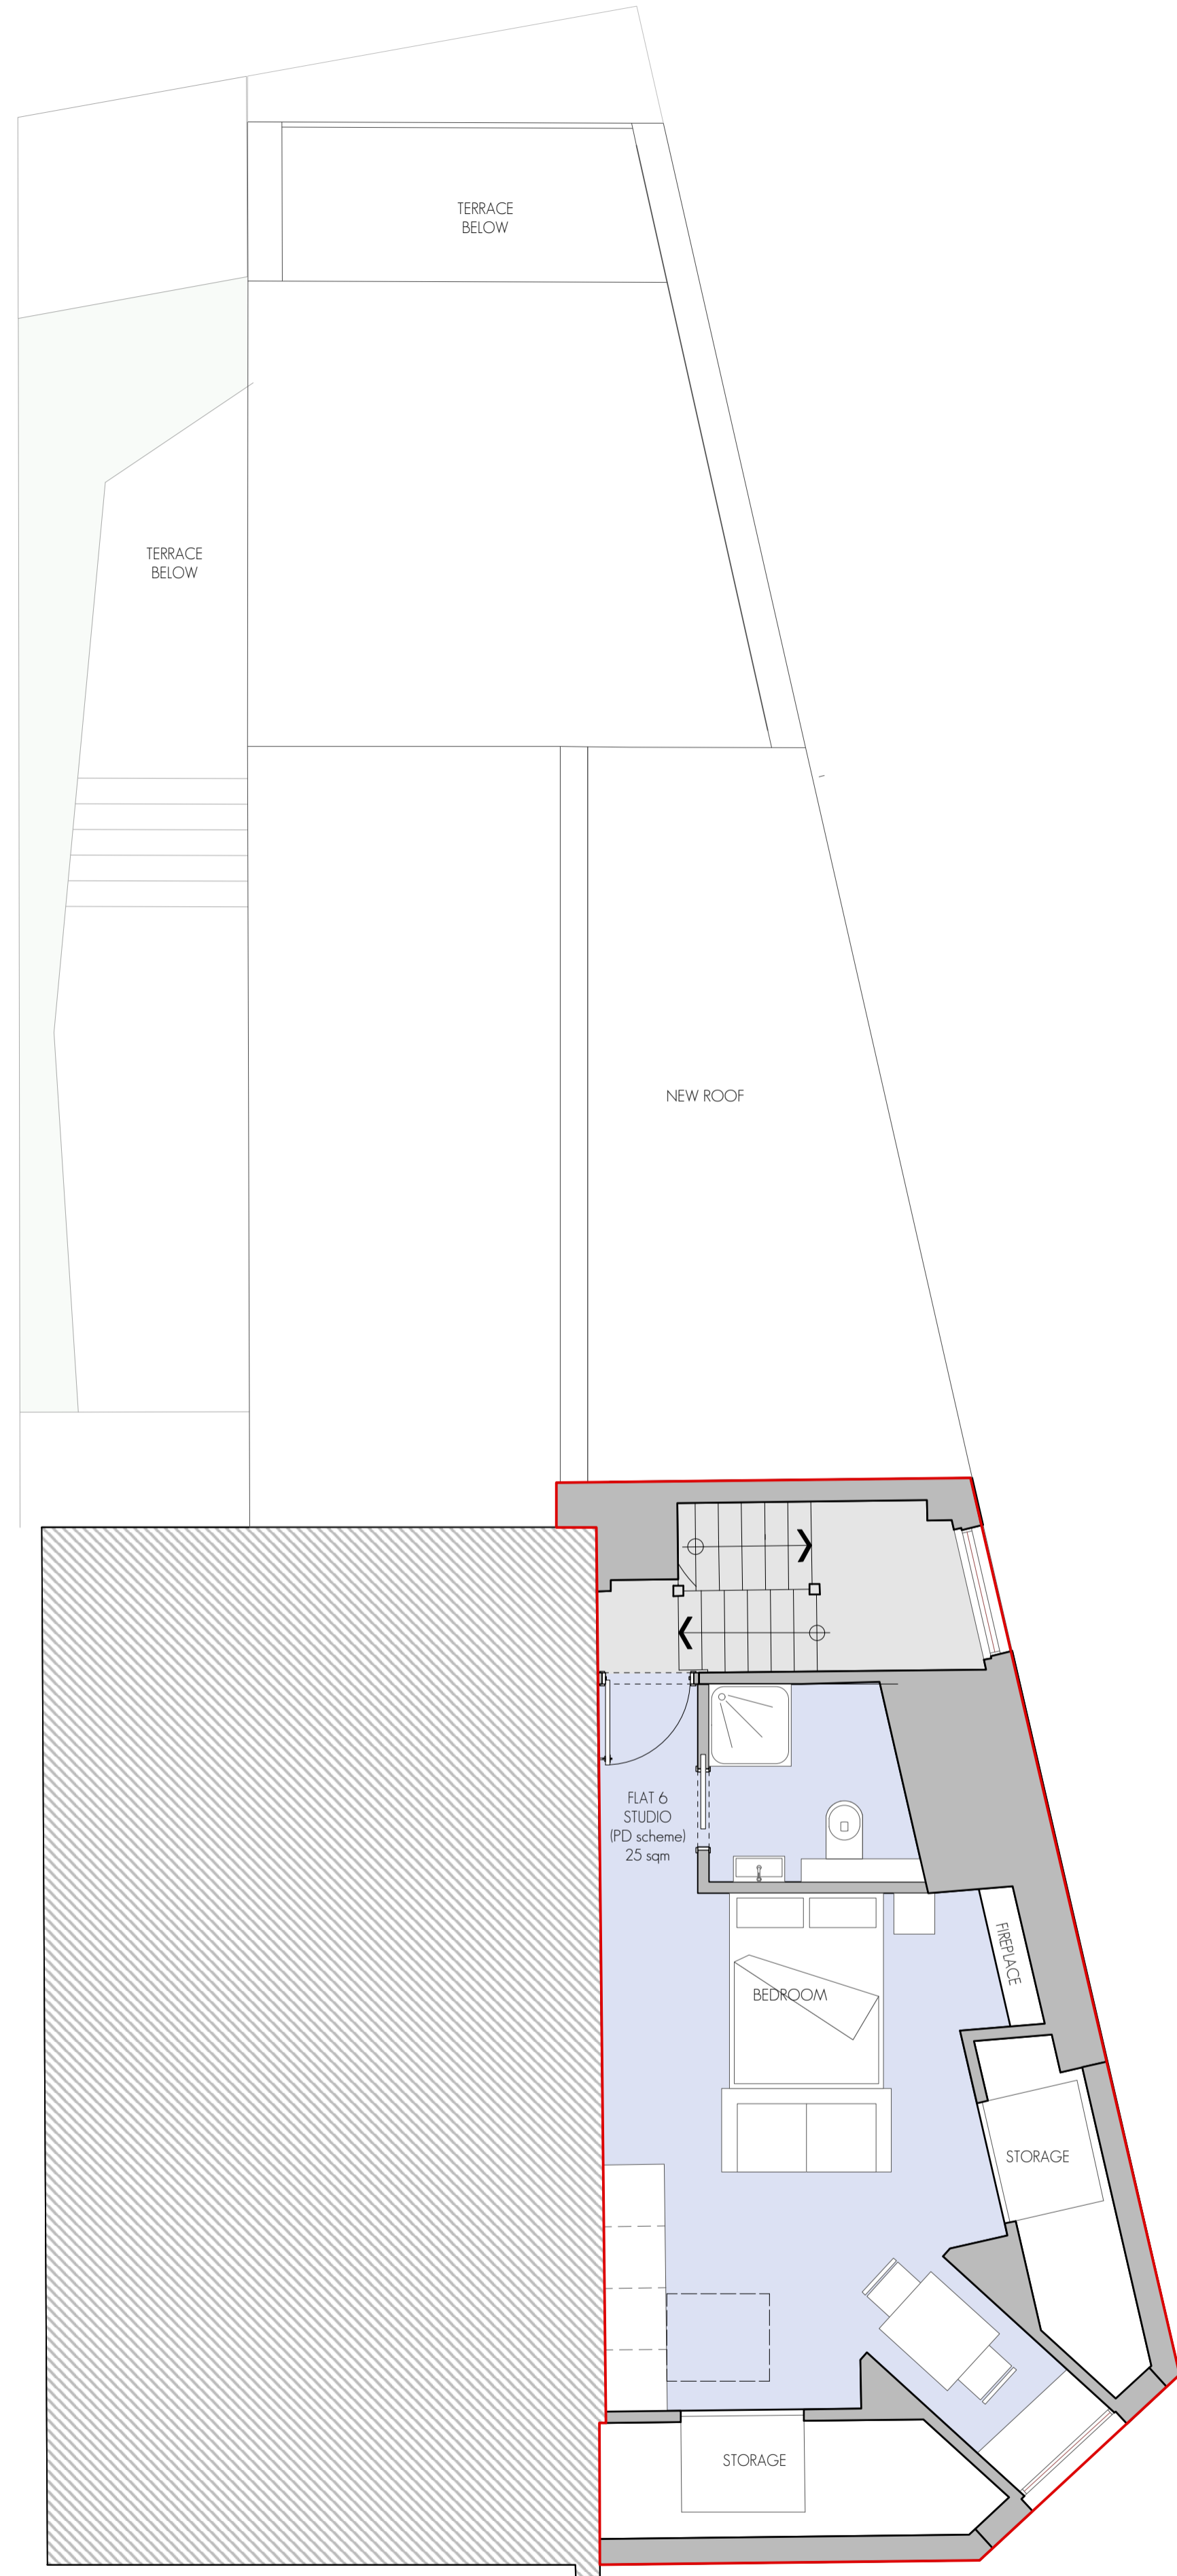 TERRACE
BELOW
TERRACE
BELOW
NEW ROOF
FLAT 6
STUDIO
(PD scheme)
25 sqm
FIREPLACE
BEDROOM
STORAGE
STORAGE